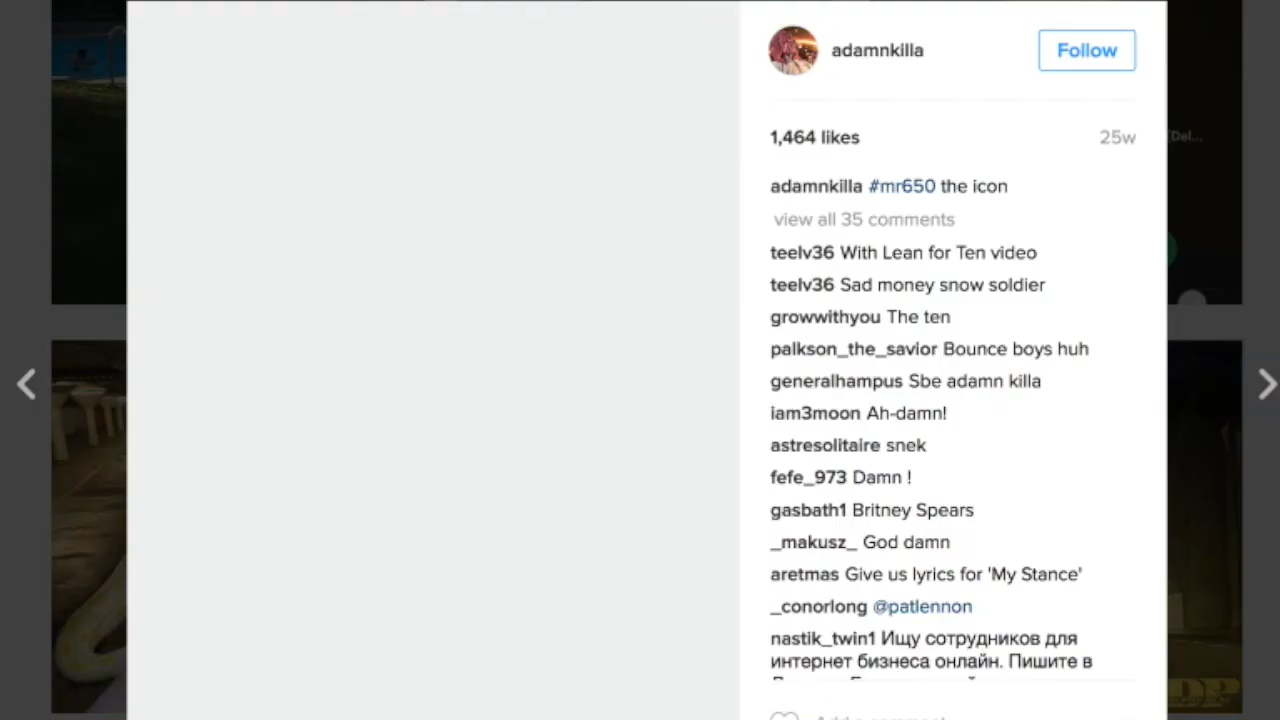 adamnkilla
Follow
1,464 likes
25w
adamnkilla #mr650 the icon
view all 35 comments
teelv36 With Lean for Ten video
teelv36 Sad money snow soldier
growwithyou The ten
palkson_the_savior Bounce boys huh
generalhampus Sbe adamn killa
iam3moon Ah-damn!
astresolitaire snek
fefe_973 Damn !
gasbath1 Britney Spears
_makusz_ God damn
aretmas Give us lyrics for 'My Stance'
_conorlong @patlennon
nastik_twin1 Ищу сотрудников для
интернет бизнеса онлайн. Пишите в